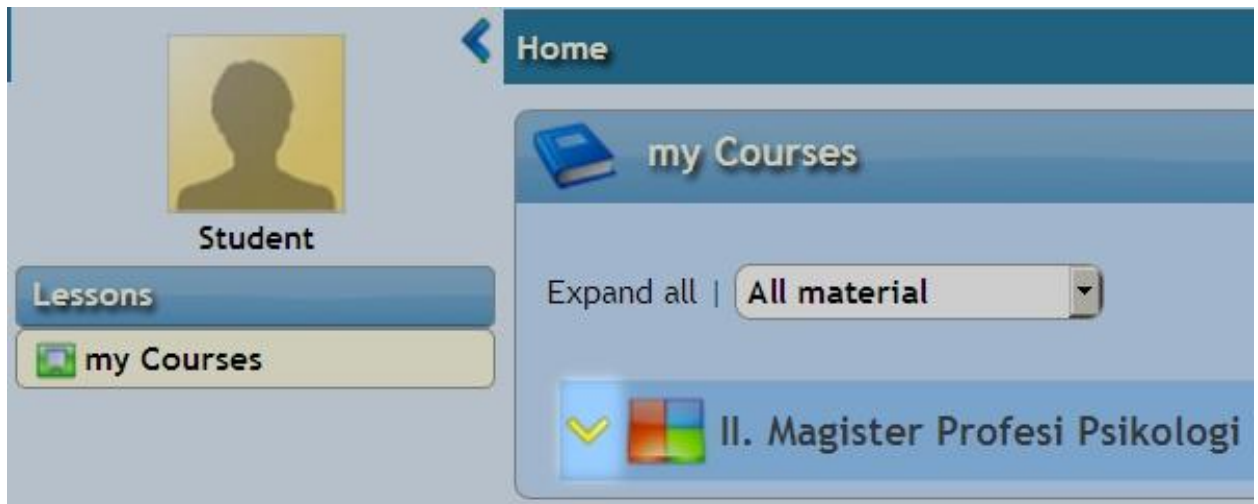 Student
Lessons
my Courses
Home
my Courses
Expand all | All material
II. Magister Profesi Psikologi